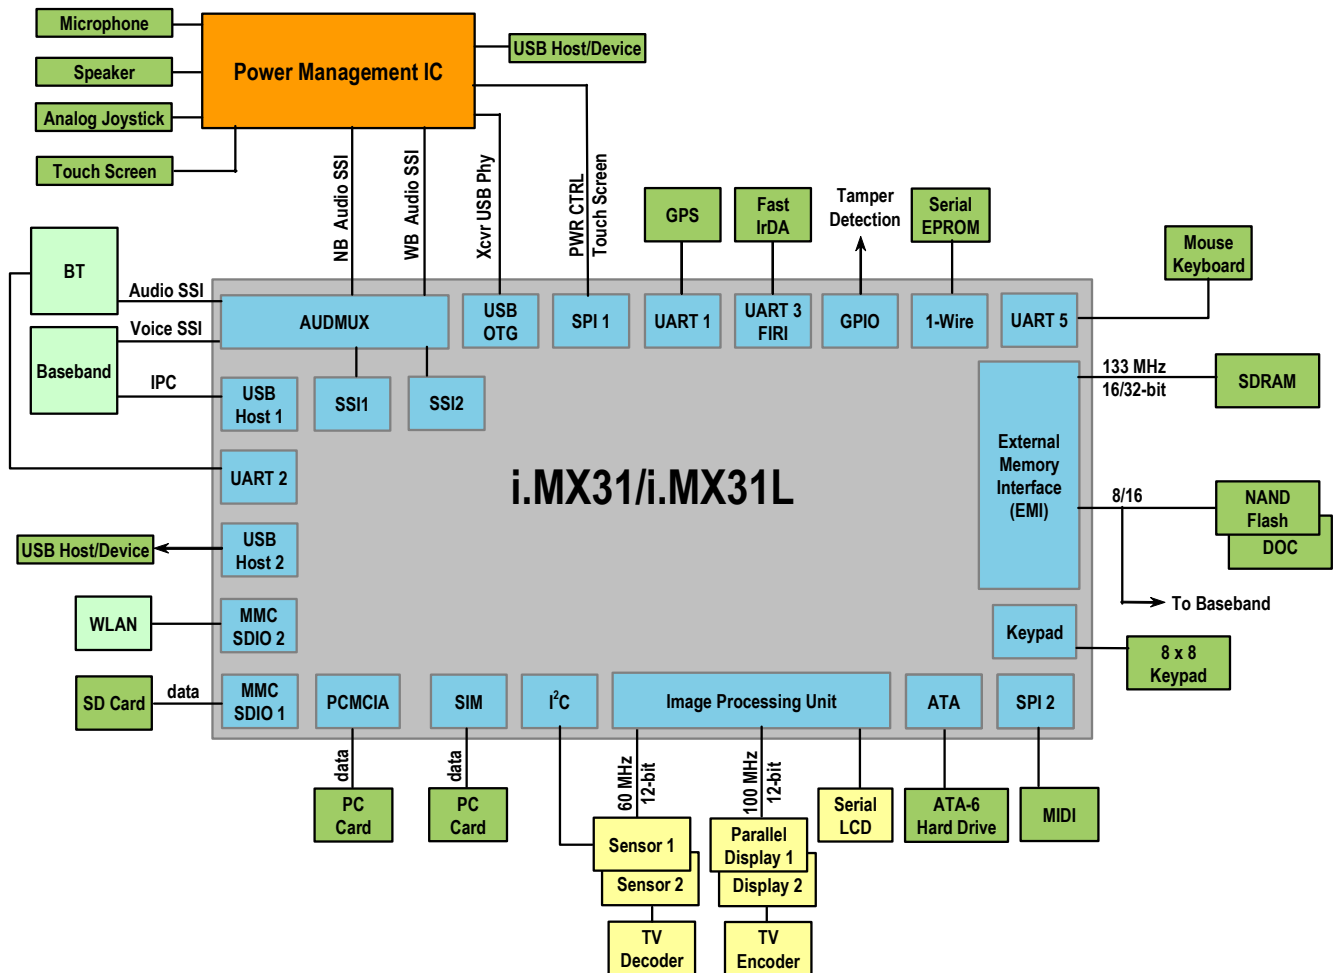 Microphone
Speaker
Analog Joystick
Touch Screen
Power Management IC
USB Host/Device
NB Audio SSI
WB Audio SSI
Xcvr USB Phy
PWR CTRL
Touch Screen
GPS
Fast
IrDA
Tamper
Detection
Serial
EPROM
Mouse
Keyboard
BT
Audio SSI
Voice SSI
Baseband
IPC
AUDMUX
USB
OTG
SPI 1
UART 1
UART 3
FIRI
GPIO
1-Wire
UART 5
USB
Host 1
SSI1
SSI2
133 MHz
16/32-bit
SDRAM
External
Memory
Interface
(EMI)
UART 2
i.MX31/i.MX31L
8/16
NAND
Flash
DOC
USB Host/Device
USB
Host 2
To Baseband
WLAN
MMC
SDIO 2
Keypad
8 x 8
Keypad
SD Card
data
MMC
SDIO 1
PCMCIA
SIM
I²C
Image Processing Unit
ATA
SPI 2
data
data
60 MHz
12-bit
100 MHz
12-bit
PC
Card
PC
Card
Serial
LCD
ATA-6
Hard Drive
MIDI
Sensor 1
Sensor 2
Parallel
Display 1
Display 2
TV
Decoder
TV
Encoder